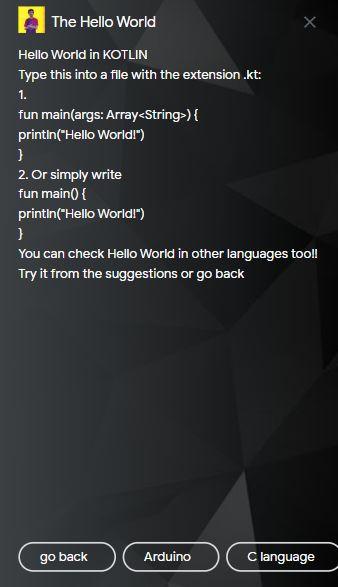 The Hello World
Hello World in KOTLIN
Type this into a file with the extension .kt:
1.
fun main(args: Array<String>) {
println("Hello World!")
}
2. Or simply write
fun main() {
println("Hello World!")
}
You can check Hello World in other languages too!!
Try it from the suggestions or go back
go back
Arduino
C language